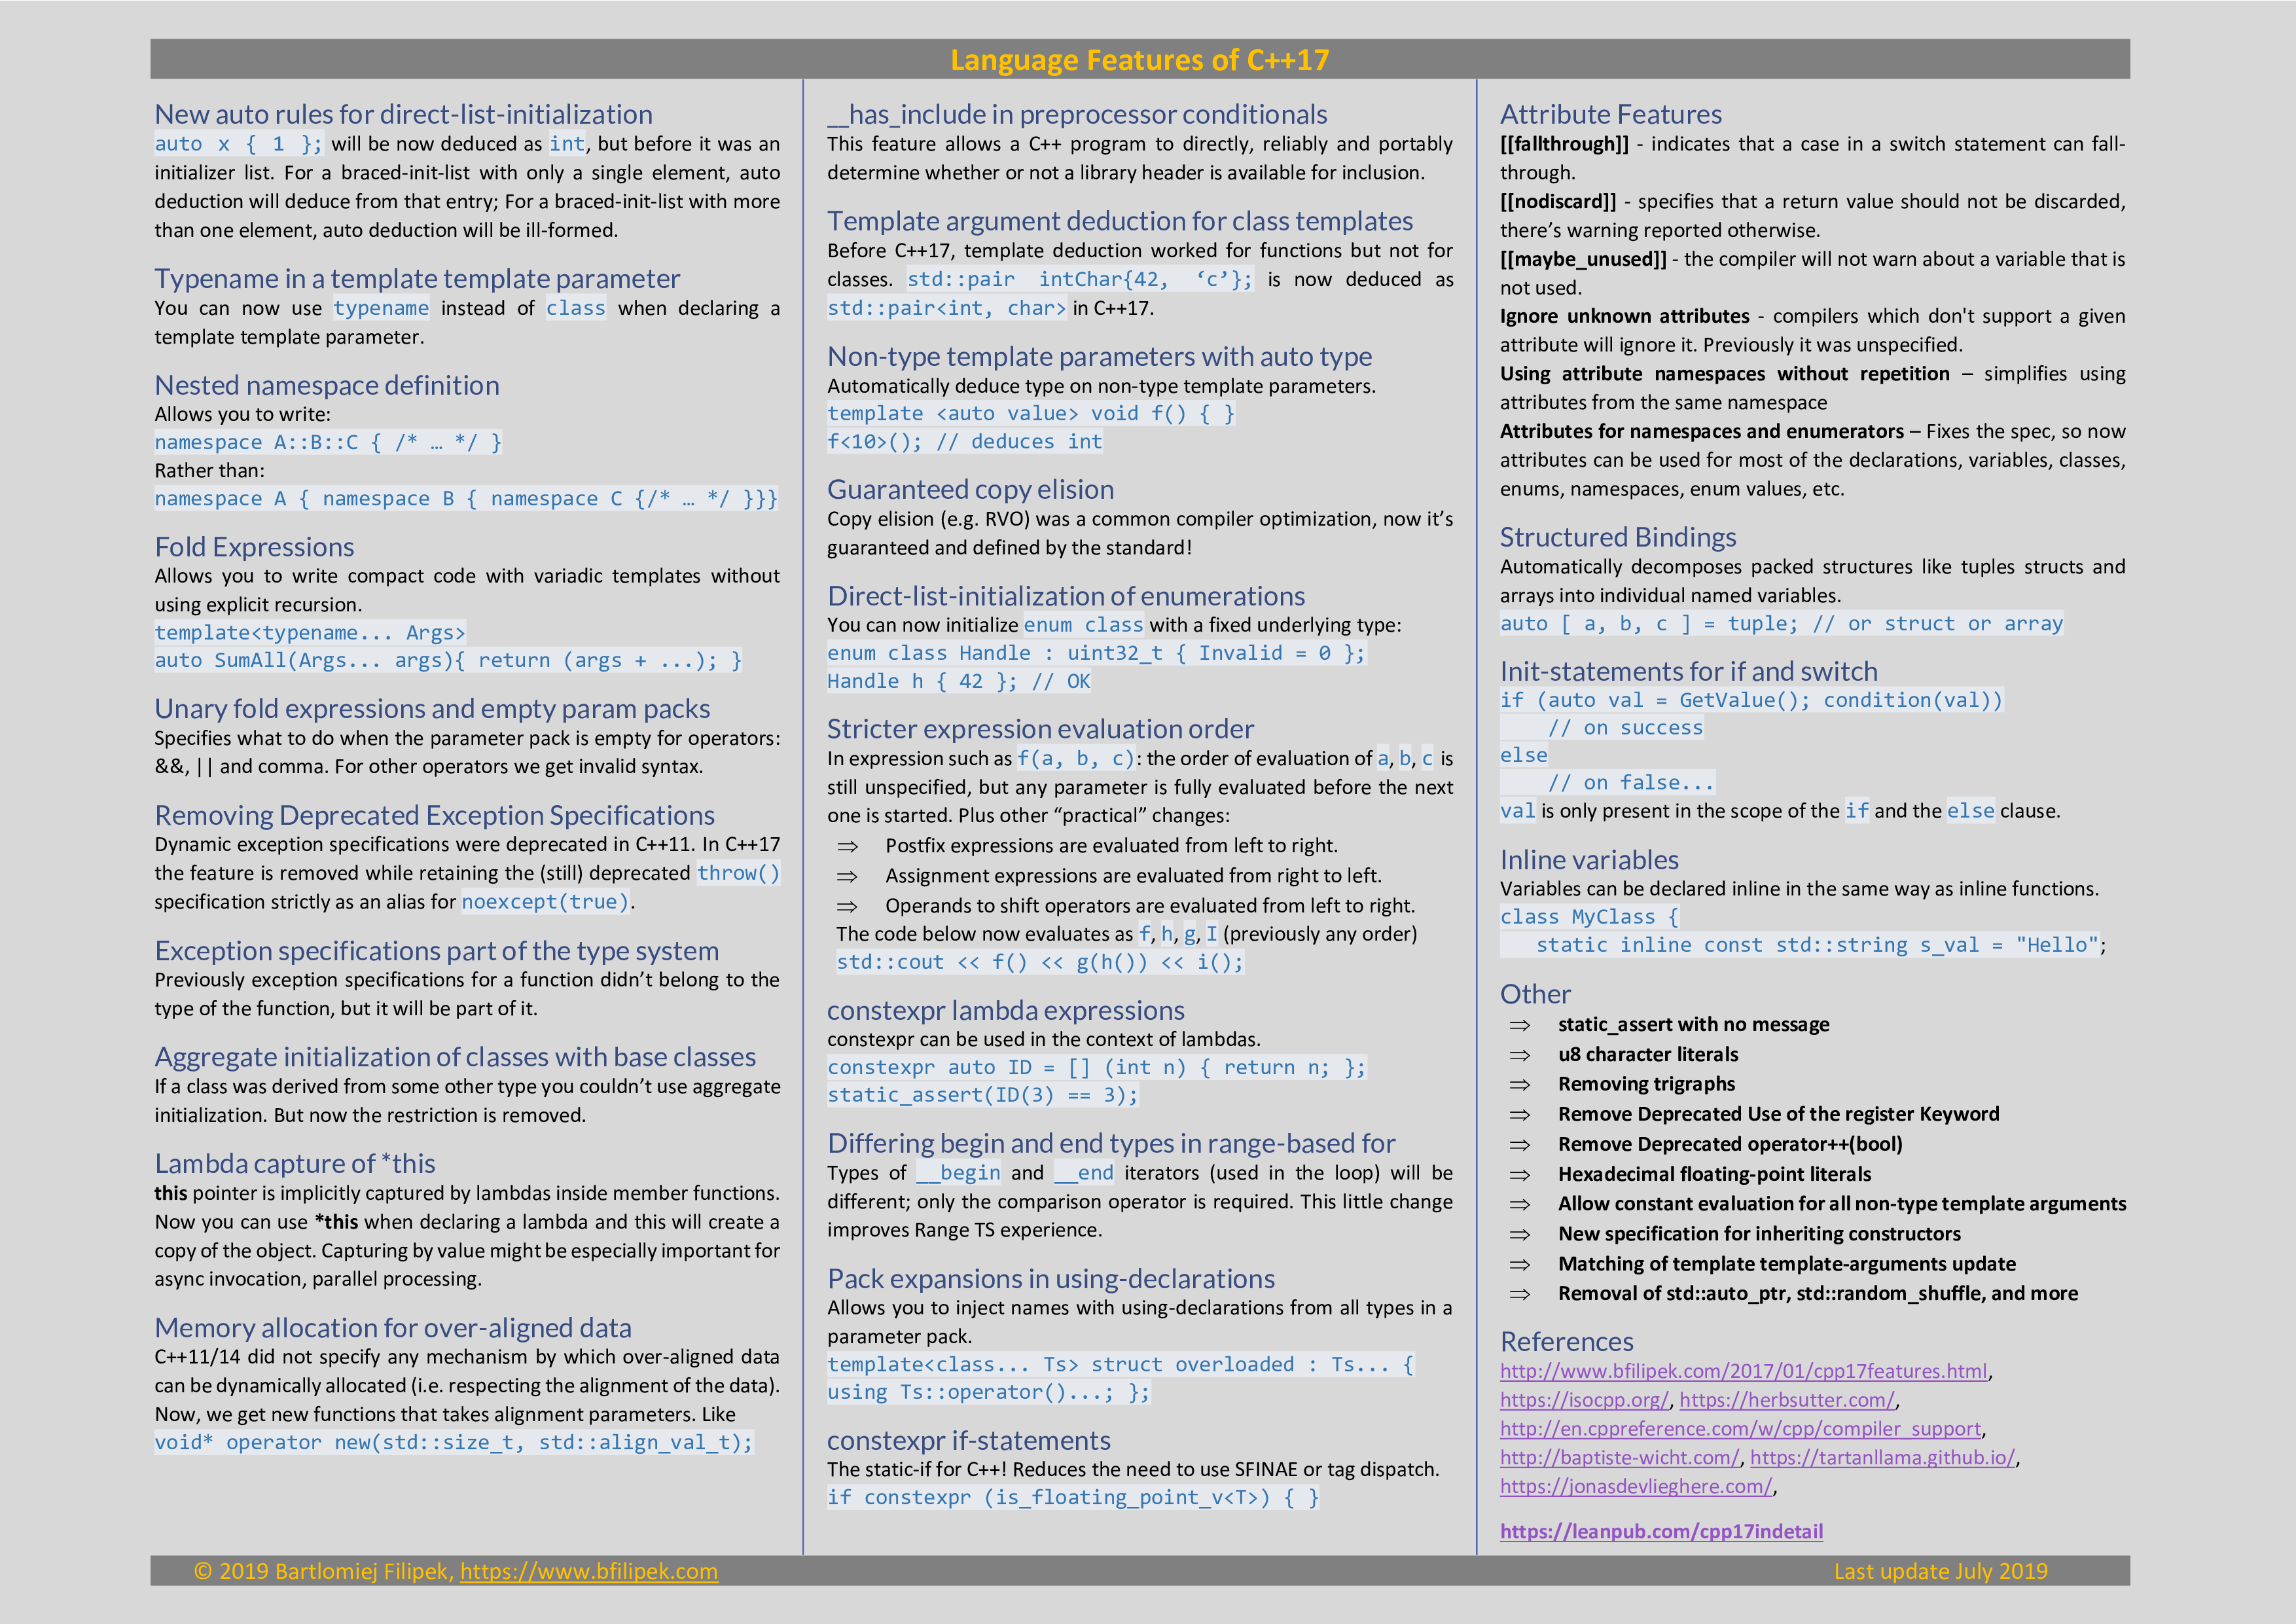 Language Features of C++17
New auto rules for direct-list-initialization
auto x { 1 }; will be now deduced as int, but before it was an
initializer list. For a braced-init-list with only a single element, auto
deduction will deduce from that entry; For a braced-init-list with more
than one element, auto deduction will be ill-formed.
Typename in a template template parameter
You can now use typename instead of class when declaring a
template template parameter.
Nested namespace definition
Allows you to write:
namespace A::B::C { /* … */ }
Rather than:
namespace A { namespace B { namespace C {/* … */ }}}
Fold Expressions
Allows you to write compact code with variadic templates without
using explicit recursion.
template<typename... Args>
auto SumAll(Args... args){ return (args + ...); }
Unary fold expressions and empty param packs
Specifies what to do when the parameter pack is empty for operators:
&&, || and comma. For other operators we get invalid syntax.
Removing Deprecated Exception Specifications
Dynamic exception specifications were deprecated in C++11. In C++17
the feature is removed while retaining the (still) deprecated throw()
specification strictly as an alias for noexcept(true).
Exception specifications part of the type system
Previously exception specifications for a function didn’t belong to the
type of the function, but it will be part of it.
Aggregate initialization of classes with base classes
If a class was derived from some other type you couldn’t use aggregate
initialization. But now the restriction is removed.
Lambda capture of *this
this pointer is implicitly captured by lambdas inside member functions.
Now you can use *this when declaring a lambda and this will create a
copy of the object. Capturing by value might be especially important for
async invocation, parallel processing.
Memory allocation for over-aligned data
C++11/14 did not specify any mechanism by which over-aligned data
can be dynamically allocated (i.e. respecting the alignment of the data).
Now, we get new functions that takes alignment parameters. Like
void* operator new(std::size_t, std::align_val_t);
__has_include in preprocessor conditionals
This feature allows a C++ program to directly, reliably and portably
determine whether or not a library header is available for inclusion.
Template argument deduction for class templates
Before C++17, template deduction worked for functions but not for
classes. std::pair intChar{42, ‘c’}; is now deduced as
std::pair<int, char> in C++17.
Non-type template parameters with auto type
Automatically deduce type on non-type template parameters.
template <auto value> void f() { }
f<10>(); // deduces int
Guaranteed copy elision
Copy elision (e.g. RVO) was a common compiler optimization, now it’s
guaranteed and defined by the standard!
Direct-list-initialization of enumerations
You can now initialize enum class with a fixed underlying type:
enum class Handle : uint32_t { Invalid = 0 };
Handle h { 42 }; // OK
Stricter expression evaluation order
In expression such as f(a, b, c): the order of evaluation of a, b, c is
still unspecified, but any parameter is fully evaluated before the next
one is started. Plus other “practical” changes:
⇒ Postfix expressions are evaluated from left to right.
⇒ Assignment expressions are evaluated from right to left.
⇒ Operands to shift operators are evaluated from left to right.
The code below now evaluates as f, h, g, I (previously any order)
std::cout << f() << g(h()) << i();
constexpr lambda expressions
constexpr can be used in the context of lambdas.
constexpr auto ID = [] (int n) { return n; };
static_assert(ID(3) == 3);
Differing begin and end types in range-based for
Types of __begin and __end iterators (used in the loop) will be
different; only the comparison operator is required. This little change
improves Range TS experience.
Pack expansions in using-declarations
Allows you to inject names with using-declarations from all types in a
parameter pack.
template<class... Ts> struct overloaded : Ts... {
using Ts::operator()...; };
constexpr if-statements
The static-if for C++! Reduces the need to use SFINAE or tag dispatch.
if constexpr (is_floating_point_v<T>) { }
Attribute Features
[[fallthrough]] - indicates that a case in a switch statement can fall-
through.
[[nodiscard]] - specifies that a return value should not be discarded,
there’s warning reported otherwise.
[[maybe_unused]] - the compiler will not warn about a variable that is
not used.
Ignore unknown attributes - compilers which don't support a given
attribute will ignore it. Previously it was unspecified.
Using attribute namespaces without repetition – simplifies using
attributes from the same namespace
Attributes for namespaces and enumerators – Fixes the spec, so now
attributes can be used for most of the declarations, variables, classes,
enums, namespaces, enum values, etc.
Structured Bindings
Automatically decomposes packed structures like tuples structs and
arrays into individual named variables.
auto [ a, b, c ] = tuple; // or struct or array
Init-statements for if and switch
if (auto val = GetValue(); condition(val))
// on success
else
// on false...
val is only present in the scope of the if and the else clause.
Inline variables
Variables can be declared inline in the same way as inline functions.
class MyClass {
static inline const std::string s_val = "Hello";
Other
⇒ static_assert with no message
⇒ u8 character literals
⇒ Removing trigraphs
⇒ Remove Deprecated Use of the register Keyword
⇒ Remove Deprecated operator++(bool)
⇒ Hexadecimal floating-point literals
⇒ Allow constant evaluation for all non-type template arguments
⇒ New specification for inheriting constructors
⇒ Matching of template template-arguments update
⇒ Removal of std::auto_ptr, std::random_shuffle, and more
References
http://www.bfilipek.com/2017/01/cpp17features.html,
https://isocpp.org/, https://herbsutter.com/,
http://en.cppreference.com/w/cpp/compiler_support,
http://baptiste-wicht.com/, https://tartanllama.github.io/,
https://jonasdevlieghere.com/,
https://leanpub.com/cpp17indetail
© 2019 Bartlomiej Filipek, https://www.bfilipek.com
Last update July 2019